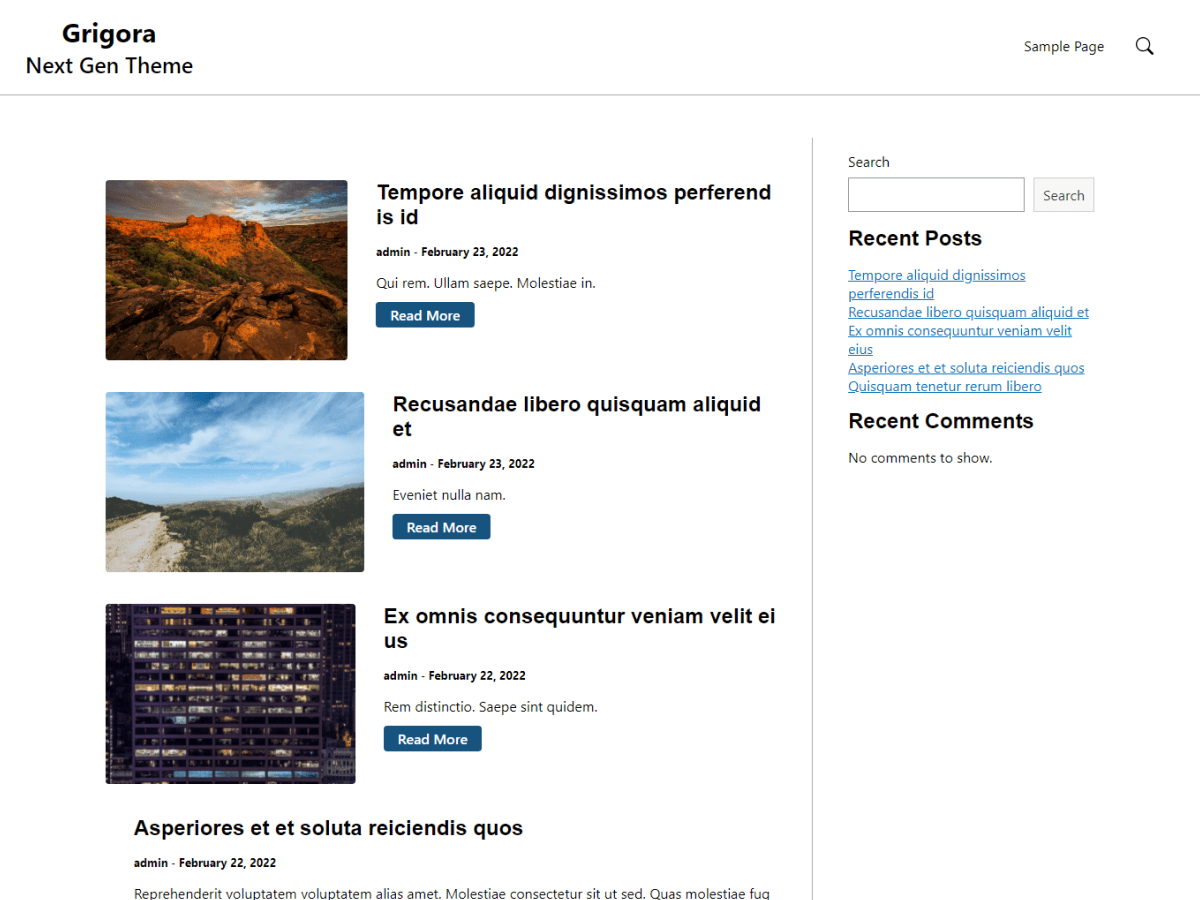 Grigora
Next Gen Theme
Sample Page
Tempore aliquid dignissimos perferend
is id
admin - February 23, 2022
Qui rem. Ullam saepe. Molestiae in.
Read More
Recusandae libero quisquam aliquid
et
admin - February 23, 2022
Eveniet nulla nam.
Read More
Ex omnis consequuntur veniam velit ei
us
admin - February 22, 2022
Rem distinctio. Saepe sint quidem.
Read More
Asperiores et et soluta reiciendis quos
admin - February 22, 2022
Reprehenderit voluptatem voluptatem alias amet. Molestiae consectetur sit ut sed. Quas molestiae fug
Search
Search
Recent Posts
Tempore aliquid dignissimos
perferendis id
Recusandae libero quisquam aliquid et
Ex omnis consequuntur veniam velit
eius
Asperiores et et soluta reiciendis quos
Quisquam tenetur rerum libero
Recent Comments
No comments to show.